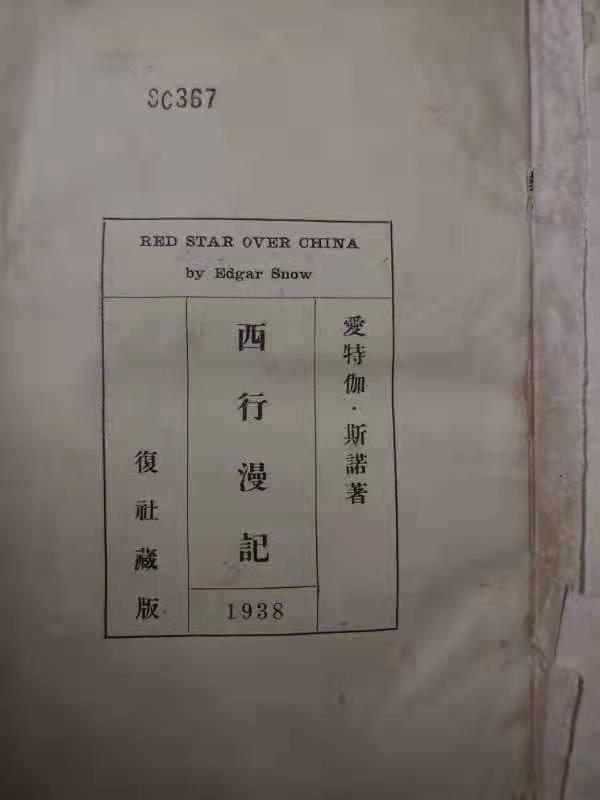 SC367
RED STAR OVER CHINA
by Edgar Snow
愛特伽·斯諾著
西行漫記
1938
復社藏版